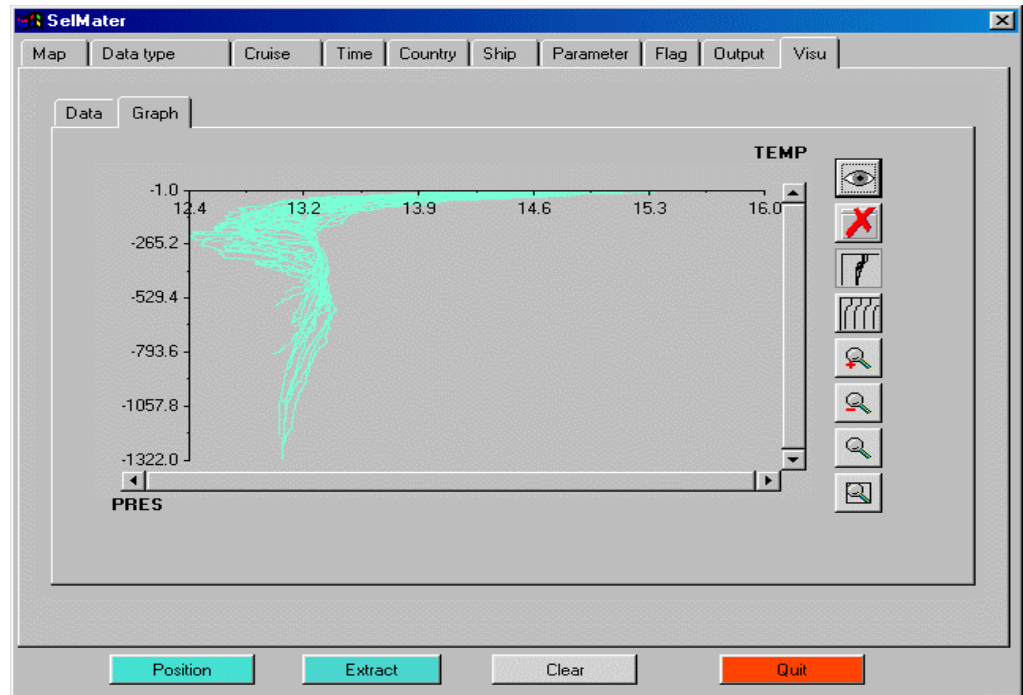 SelMater
Map Data type Cruise Time Country Ship Parameter Flag Output Visu
Data Graph
TEMP
-1.0
12.4 13.2 13.9 14.6 15.3 16.0
-265.2
-529.4
-793.6
-1057.8
-1322.0
PRES
Position Extract Clear Quit